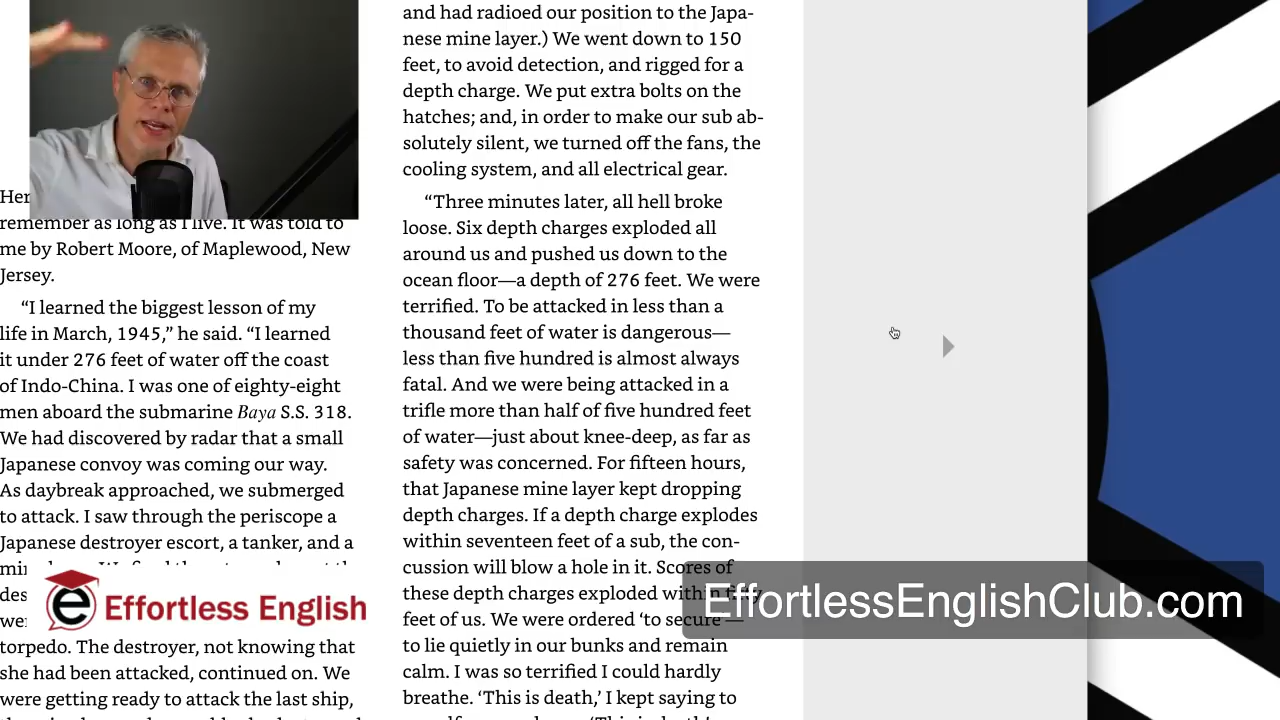 Her
remember as long as I live. It was told to
me by Robert Moore, of Maplewood, New
Jersey.
“I learned the biggest lesson of my
life in March, 1945,” he said. “I learned
it under 276 feet of water off the coast
of Indo-China. I was one of eighty-eight
men aboard the submarine Baya S.S. 318.
We had discovered by radar that a small
Japanese convoy was coming our way.
As daybreak approached, we submerged
to attack. I saw through the periscope a
Japanese destroyer escort, a tanker, and a
des
torpedo. The destroyer, not knowing that
she had been attacked, continued on. We
were getting ready to attack the last ship,
and had radioed our position to the Japa-
nese mine layer.) We went down to 150
feet, to avoid detection, and rigged for a
depth charge. We put extra bolts on the
hatches; and, in order to make our sub ab-
solutely silent, we turned off the fans, the
cooling system, and all electrical gear.
“Three minutes later, all hell broke
loose. Six depth charges exploded all
around us and pushed us down to the
ocean floor—a depth of 276 feet. We were
terrified. To be attacked in less than a
thousand feet of water is dangerous—
less than five hundred is almost always
fatal. And we were being attacked in a
trifle more than half of five hundred feet
of water—just about knee-deep, as far as
safety was concerned. For fifteen hours,
that Japanese mine layer kept dropping
depth charges. If a depth charge explodes
within seventeen feet of a sub, the con-
cussion will blow a hole in it. Scores of
these depth charges exploded within fifty
feet of us. We were ordered ‘to secure’—
to lie quietly in our bunks and remain
calm. I was so terrified I could hardly
breathe. ‘This is death,’ I kept saying to
e Effortless English
EffortlessEnglishClub.com